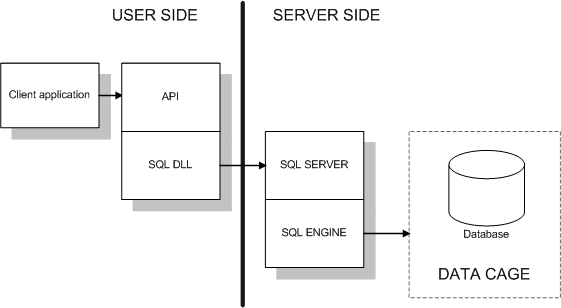 USER SIDE
SERVER SIDE
Client application
API
SQL DLL
SQL SERVER
SQL ENGINE
Database
DATA CAGE